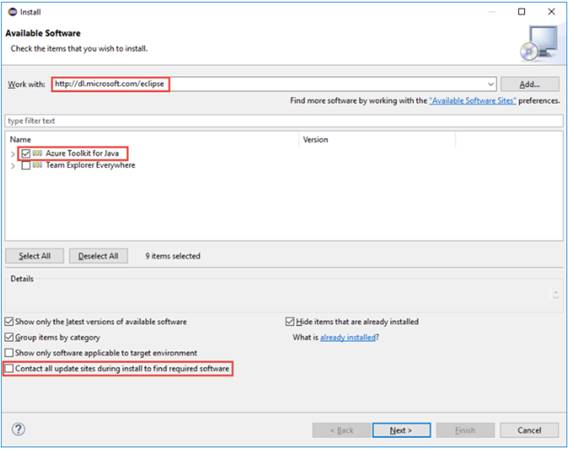 Install
Available Software
Check the items that you wish to install.
Work with: http://dl.microsoft.com/eclipse Add...
Find more software by working with the "Available Software Sites" preferences.
type filter text
Name Version
Azure Toolkit for Java
Team Explorer Everywhere
Select All Deselect All 9 items selected
Details
Show only the latest versions of available software Hide items that are already installed
Group items by category What is already installed?
Show only software applicable to target environment
Contact all update sites during install to find required software
< Back Next > Finish Cancel